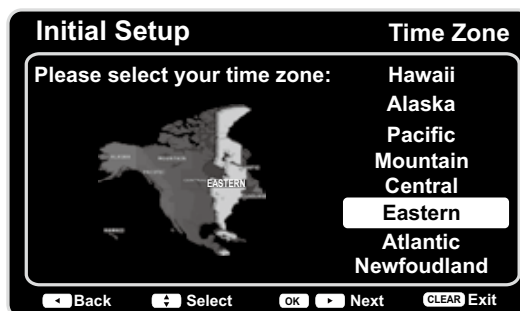 Initial Setup
Time Zone
Please select your time zone:
Hawaii
Alaska
Pacific
Mountain
Central
Eastern
Atlantic
Newfoudland
EASTERN
Back
Select
OK
Next
CLEAR Exit